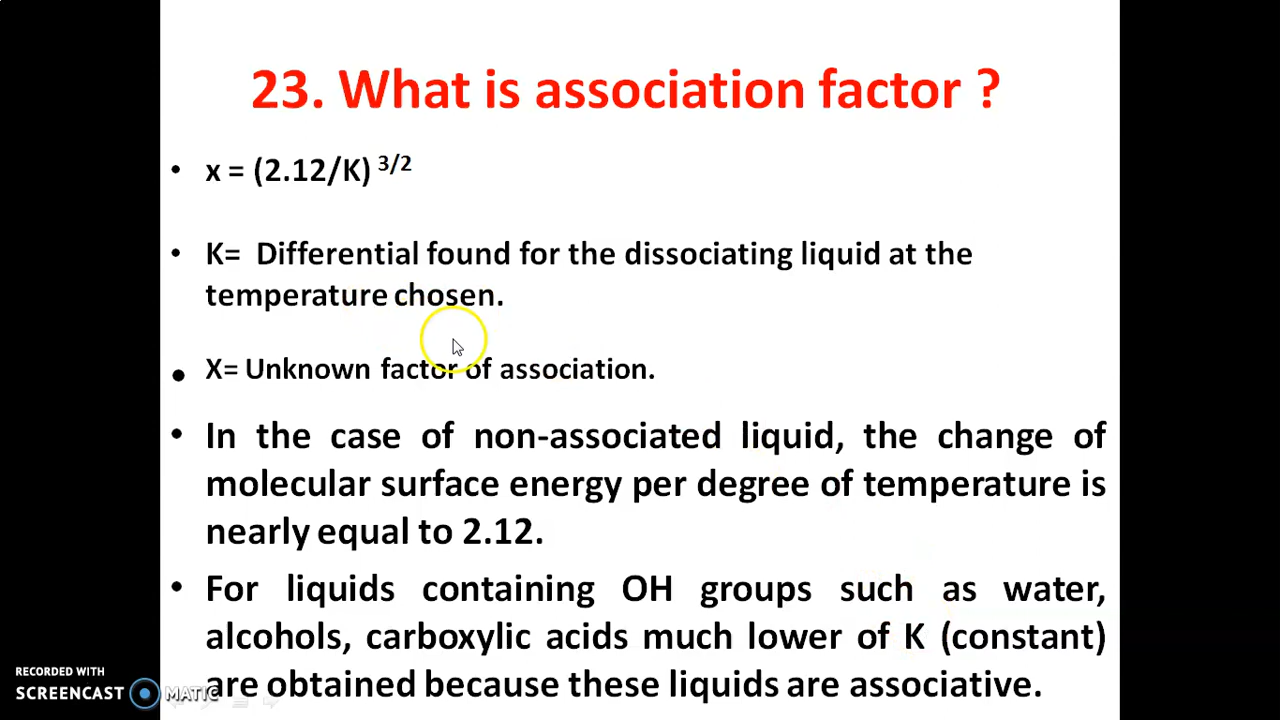 23. What is association factor ?
• x = (2.12/K) 3/2
• K= Differential found for the dissociating liquid at the
temperature chosen.
• X= Unknown factor of association.
• In the case of non-associated liquid, the change of
molecular surface energy per degree of temperature is
nearly equal to 2.12.
• For liquids containing OH groups such as water,
alcohols, carboxylic acids much lower of K (constant)
are obtained because these liquids are associative.
RECORDED WITH
SCREENCAST MATIC